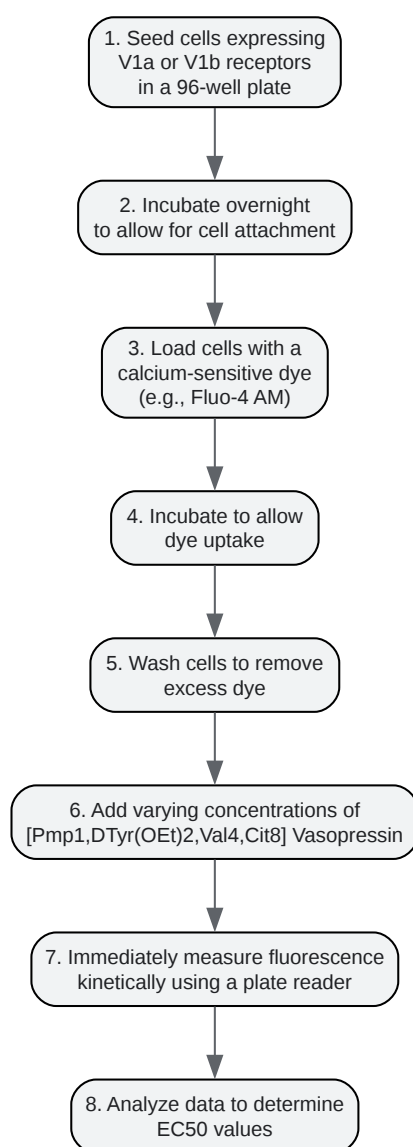 1. Seed cells expressing
V1a or V1b receptors
in a 96-well plate
2. Incubate overnight
to allow for cell attachment
3. Load cells with a
calcium-sensitive dye
(e.g., Fluo-4 AM)
4. Incubate to allow
dye uptake
5. Wash cells to remove
excess dye
6. Add varying concentrations of
[Pmp1,DTyr(OEt)2,Val4,Cit8] Vasopressin
7. Immediately measure fluorescence
kinetically using a plate reader
8. Analyze data to determine
EC50 values